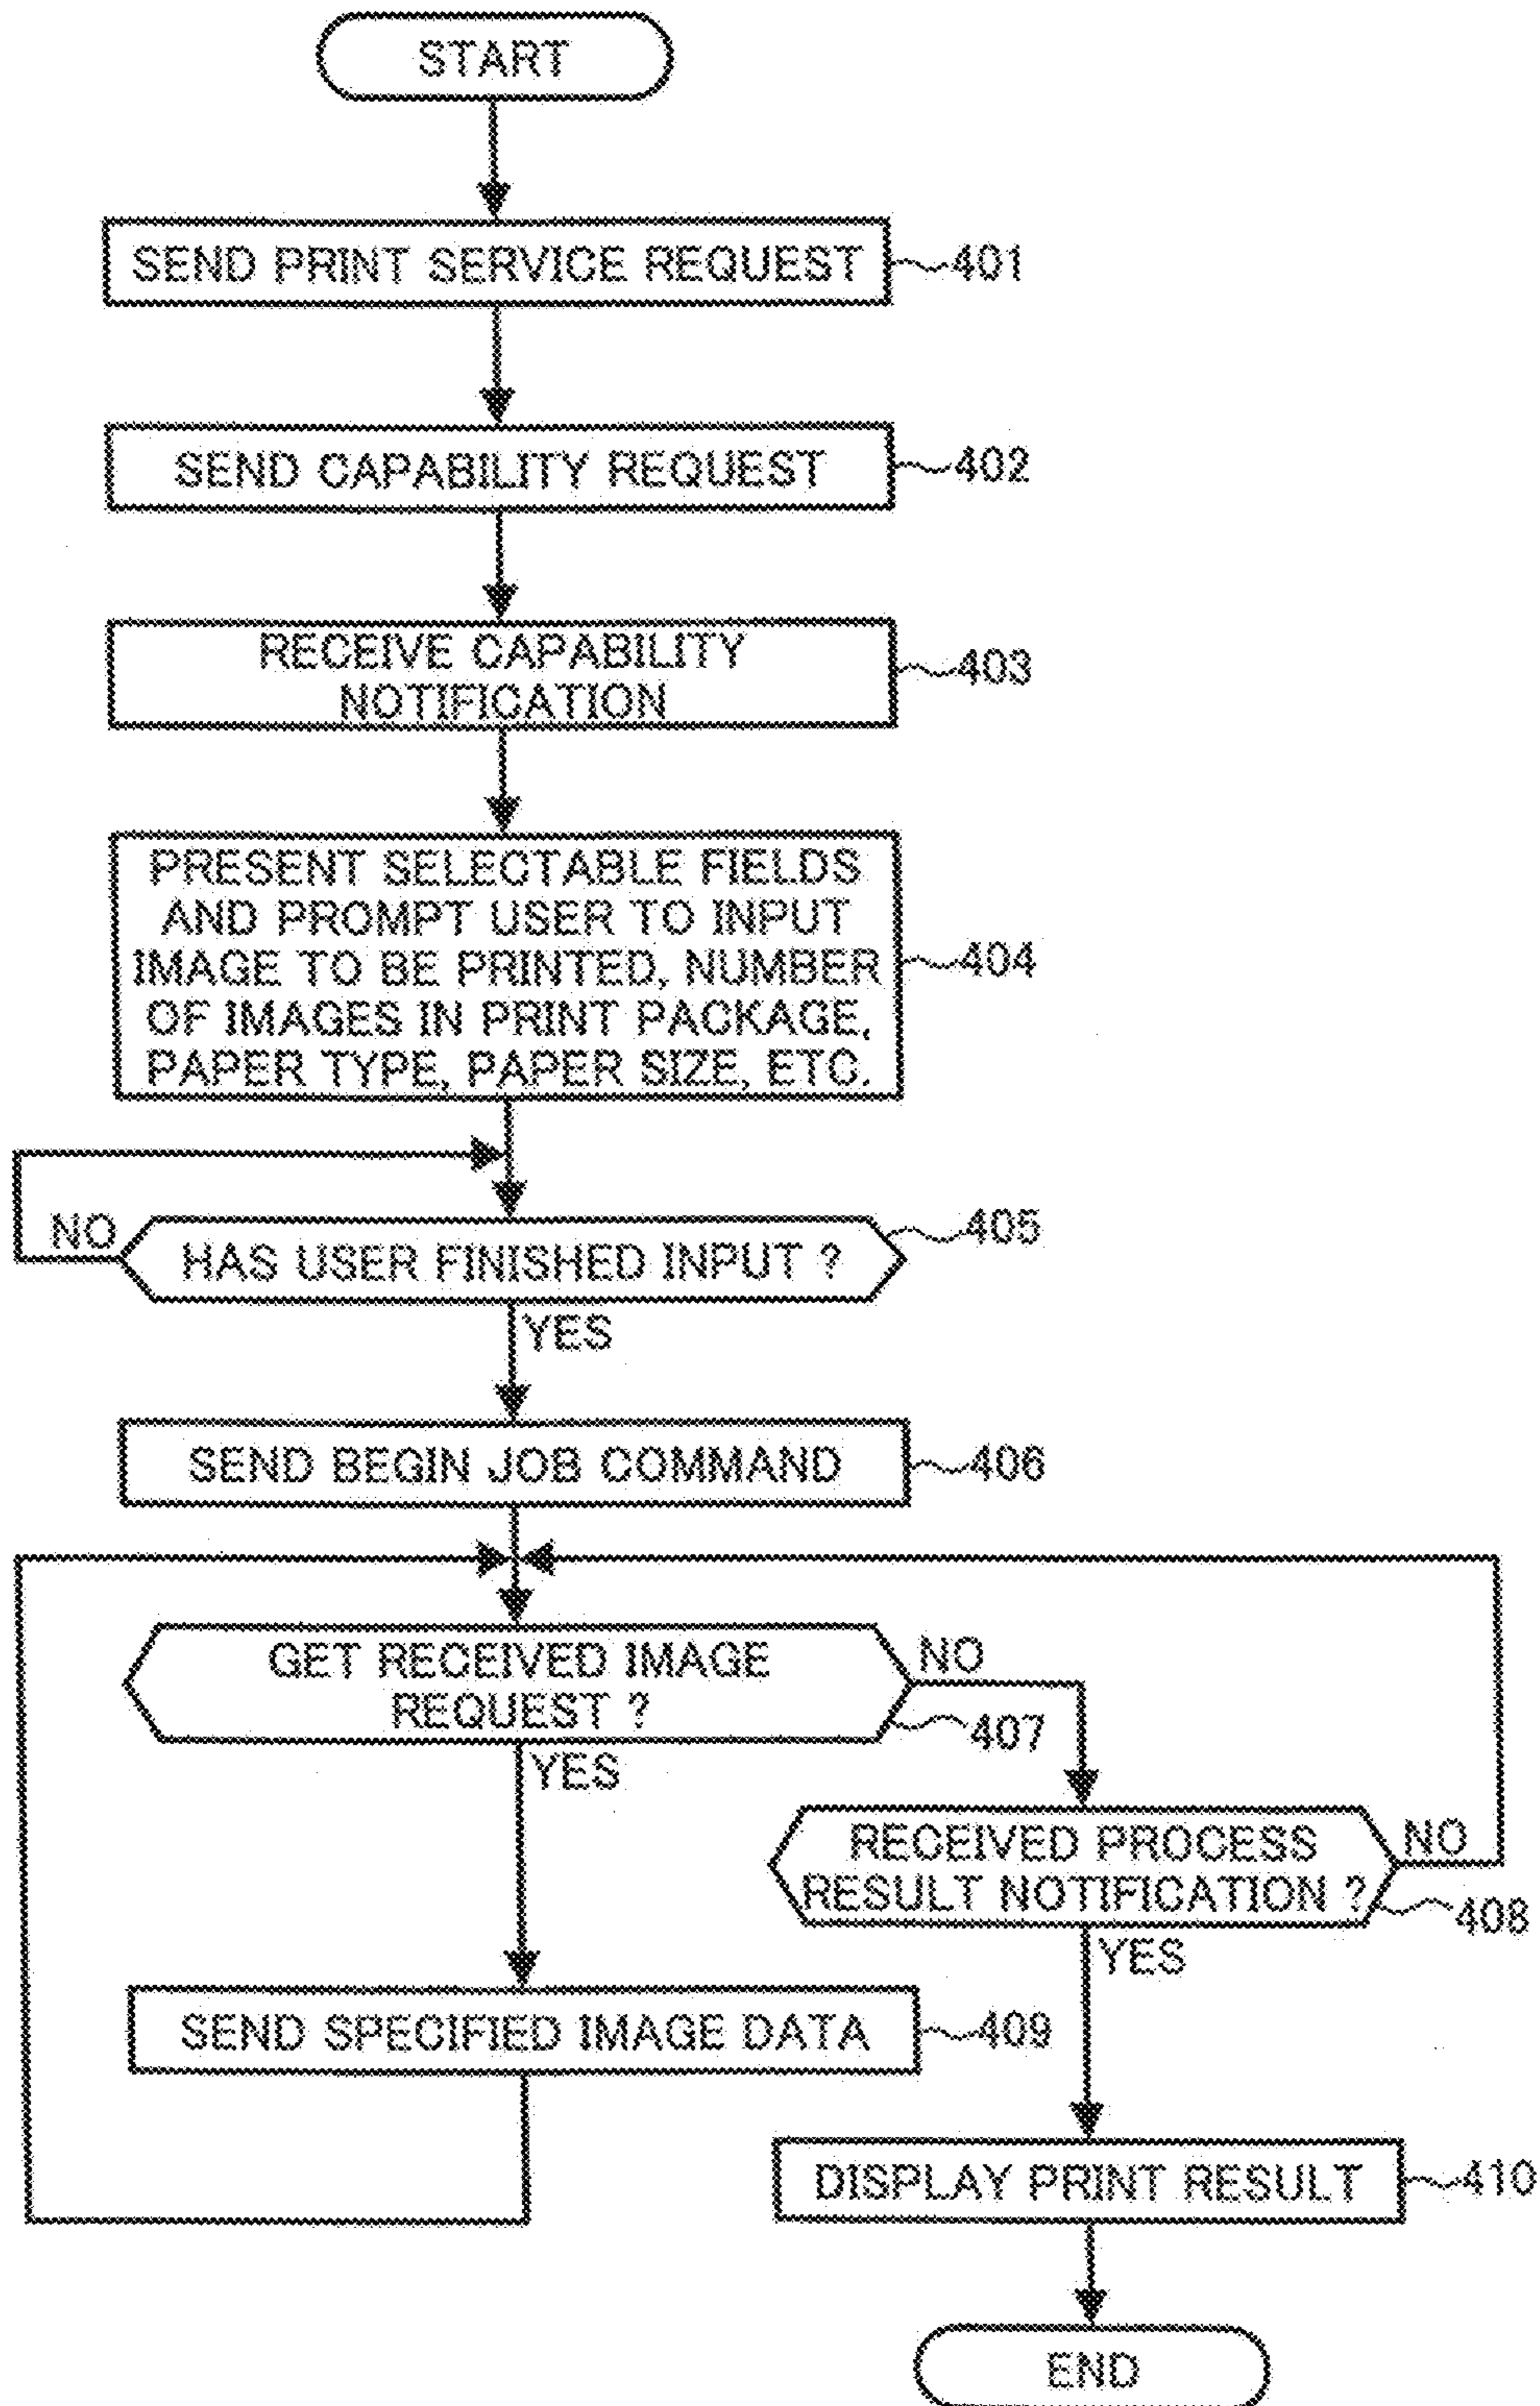 START
SEND PRINT SERVICE REQUEST
401
SEND CAPABILITY REQUEST
402
RECEIVE CAPABILITY
NOTIFICATION
403
PRESENT SELECTABLE FIELDS
AND PROMPT USER TO INPUT
IMAGE TO BE PRINTED, NUMBER
OF IMAGES IN PRINT PACKAGE,
PAPER TYPE, PAPER SIZE, ETC.
404
NO
HAS USER FINISHED INPUT ?
405
YES
SEND BEGIN JOB COMMAND
406
GET RECEIVED IMAGE
REQUEST ?
NO
407
YES
RECEIVED PROCESS
RESULT NOTIFICATION ?
NO
408
YES
SEND SPECIFIED IMAGE DATA
409
DISPLAY PRINT RESULT
410
END